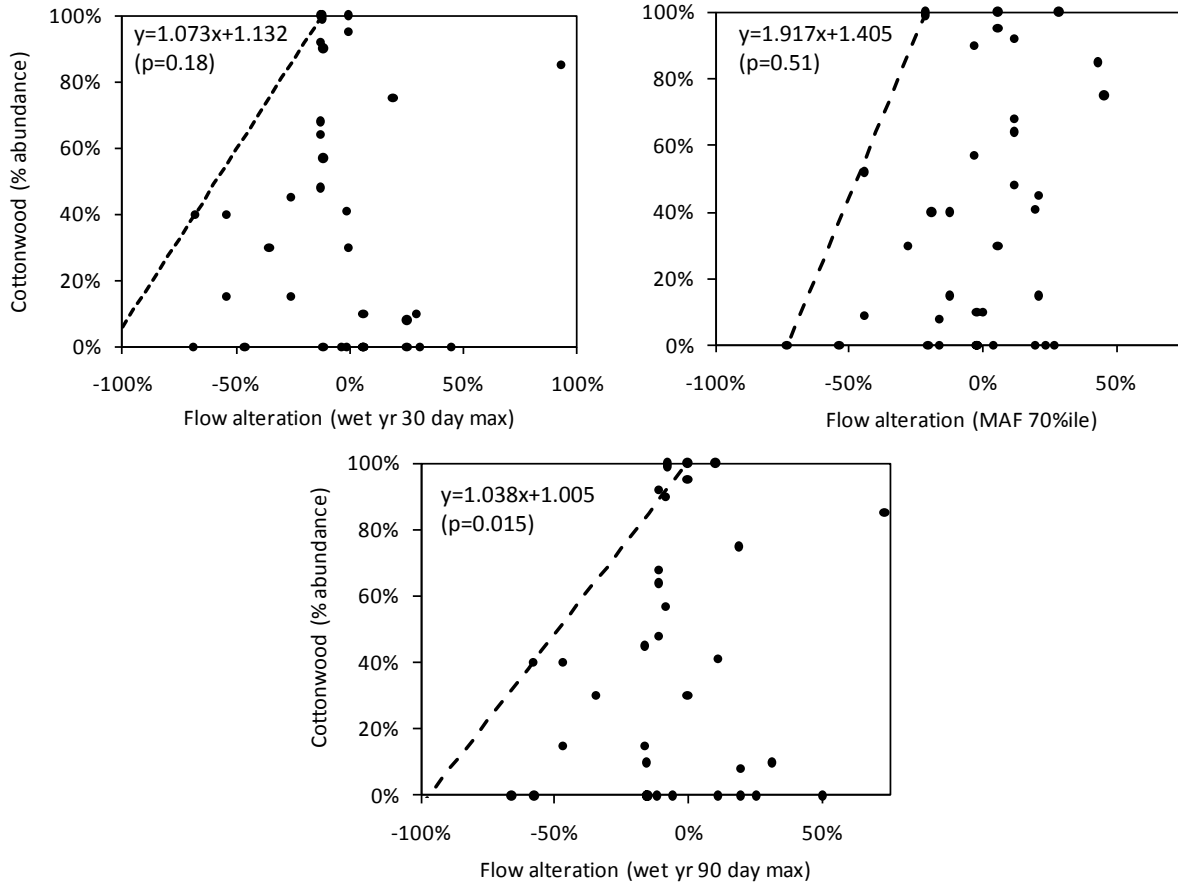 y=1.073x+1.132
(p=0.18)
Cottonwood (% abundance)
100%
80%
60%
40%
20%
0%
-100%
-50%
0%
50%
100%
Flow alteration (wet yr 30 day max)
y=1.917x+1.405
(p=0.51)
100%
80%
60%
40%
20%
0%
-100%
-50%
0%
50%
Flow alteration (MAF 70%ile)
y=1.038x+1.005
(p=0.015)
Cottonwood (% abundance)
100%
80%
60%
40%
20%
0%
-100%
-50%
0%
50%
Flow alteration (wet yr 90 day max)